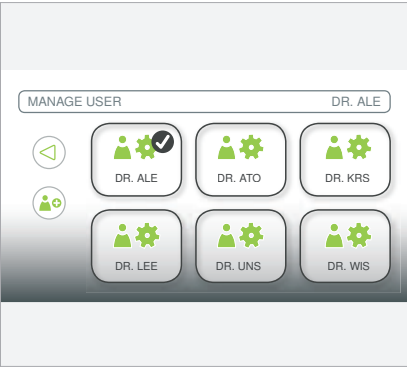 MANAGE USER DR. ALE
DR. ALE DR. ATO DR. KRS
DR. LEE DR. UNS DR. WIS